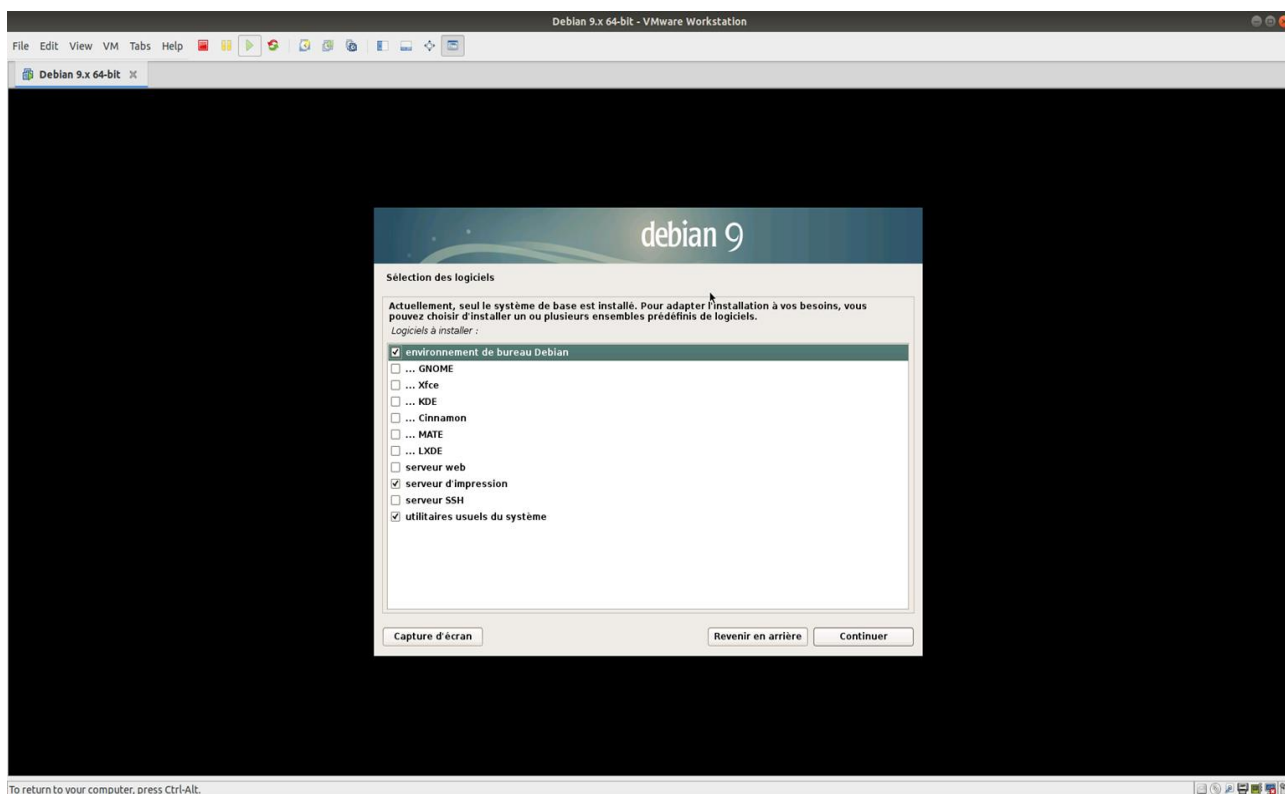 Debian 9.x 64-bit - VMware Workstation
File Edit View VM Tabs Help
Debian 9.x 64-bit
debian 9
Sélection des logiciels
Actuellement, seul le système de base est installé. Pour adapter l'installation à vos besoins, vous
pouvez choisir d'installer un ou plusieurs ensembles prédéfinis de logiciels.
Logiciels à installer :
environnement de bureau Debian
... GNOME
... Xfce
... KDE
... Cinnamon
... MATE
... LXDE
serveur web
serveur d'impression
serveur SSH
utilitaires usuels du système
Capture d'écran
Revenir en arrière
Continuer
To return to your computer, press Ctrl-Alt.